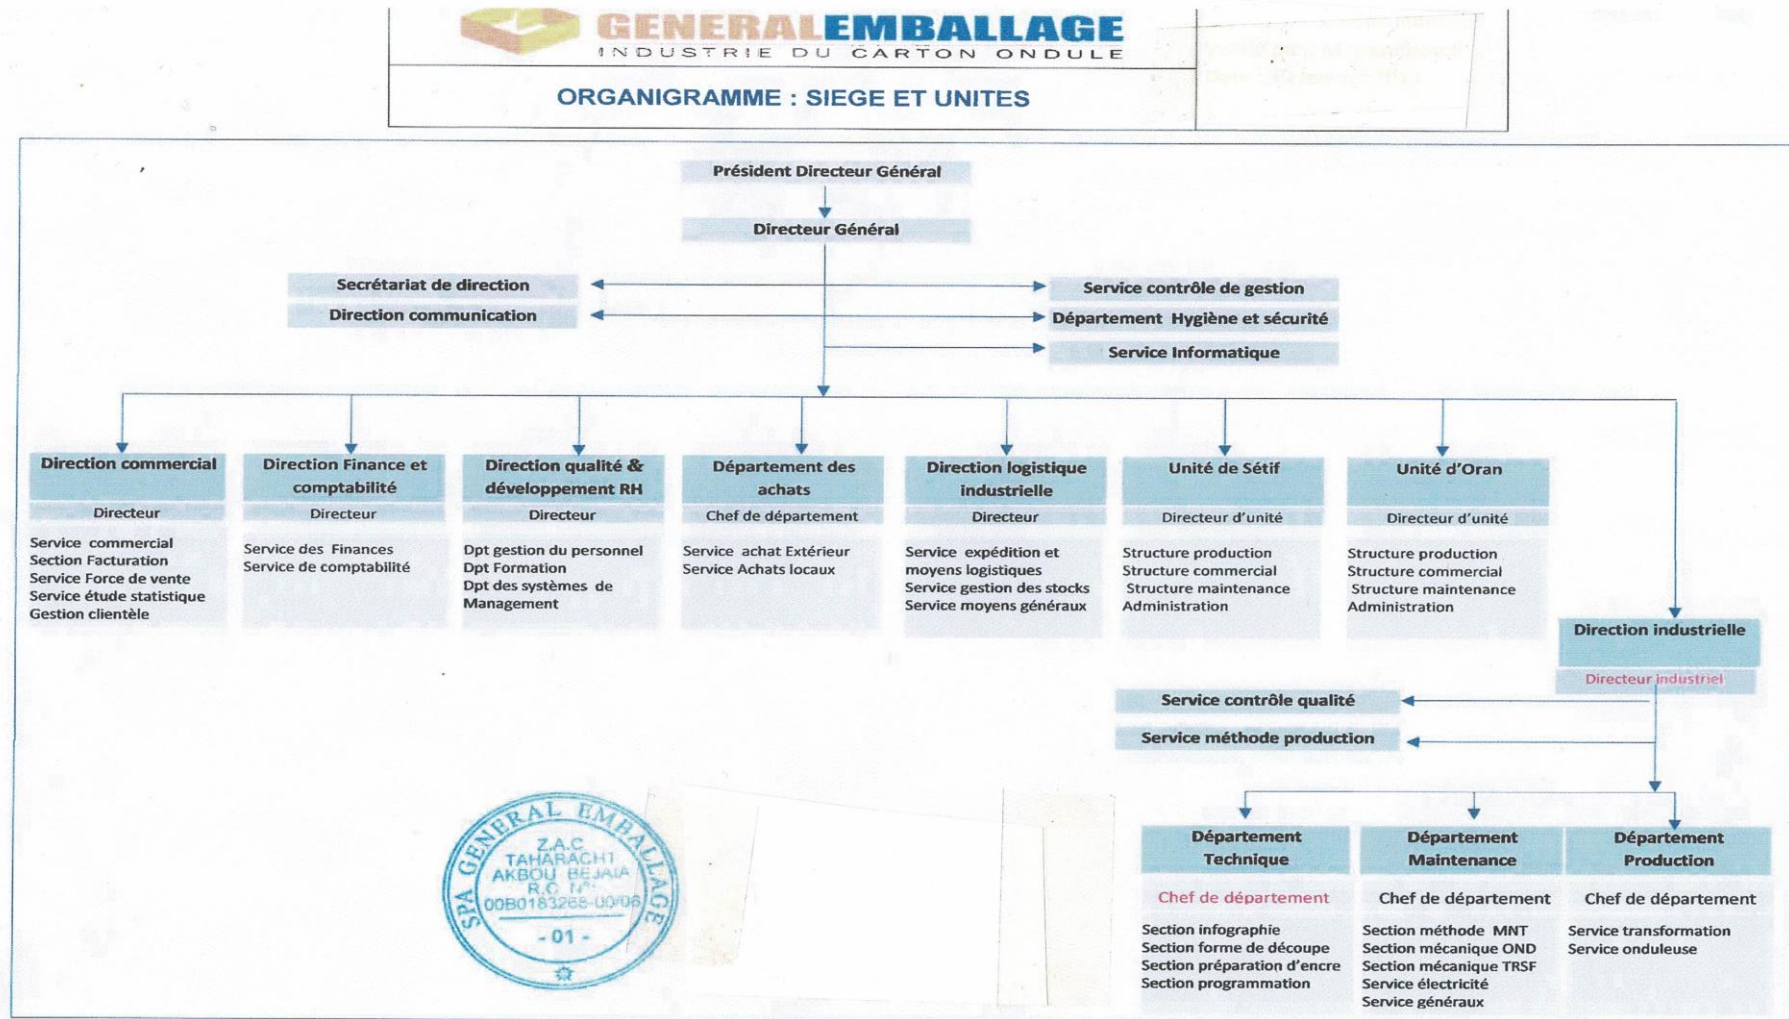 GENERALEMBALLAGE
INDUSTRIE DU CARTON ONDULE
ORGANIGRAMME : SIEGE ET UNITES
Président Directeur Général
Directeur Général
Secrétariat de direction
Service contrôle de gestion
Direction communication
Département Hygiène et sécurité
Service Informatique
Direction commercial
Directeur
Service commercial
Section Facturation
Service Force de vente
Service étude statistique
Gestion clientèle
Direction Finance et
comptabilité
Directeur
Service des Finances
Service de comptabilité
Direction qualité &
développement RH
Directeur
Dpt gestion du personnel
Dpt Formation
Dpt des systèmes de
Management
Département des
achats
Chef de département
Service achat Extérieur
Service Achats locaux
Direction logistique
industrielle
Directeur
Service expédition et
moyens logistiques
Service gestion des stocks
Service moyens généraux
Unité de Sétif
Directeur d'unité
Structure production
Structure commercial
Structure maintenance
Administration
Unité d'Oran
Directeur d'unité
Structure production
Structure commercial
Structure maintenance
Administration
Direction industrielle
Directeur industriel
Service contrôle qualité
Service méthode production
Département
Technique
Chef de département
Section infographie
Section forme de découpe
Section préparation d'encre
Section programmation
Département
Maintenance
Chef de département
Section méthode MNT
Section mécanique OND
Section mécanique TRSF
Service électricité
Service généraux
Département
Production
Chef de département
Service transformation
Service onduleuse
SPA GENERAL EMBALLAGE
Z.A.C
TAHARACHT
AKBOU BEJAIA
R.C. N°:
00B0183268-00/06
- 01 -